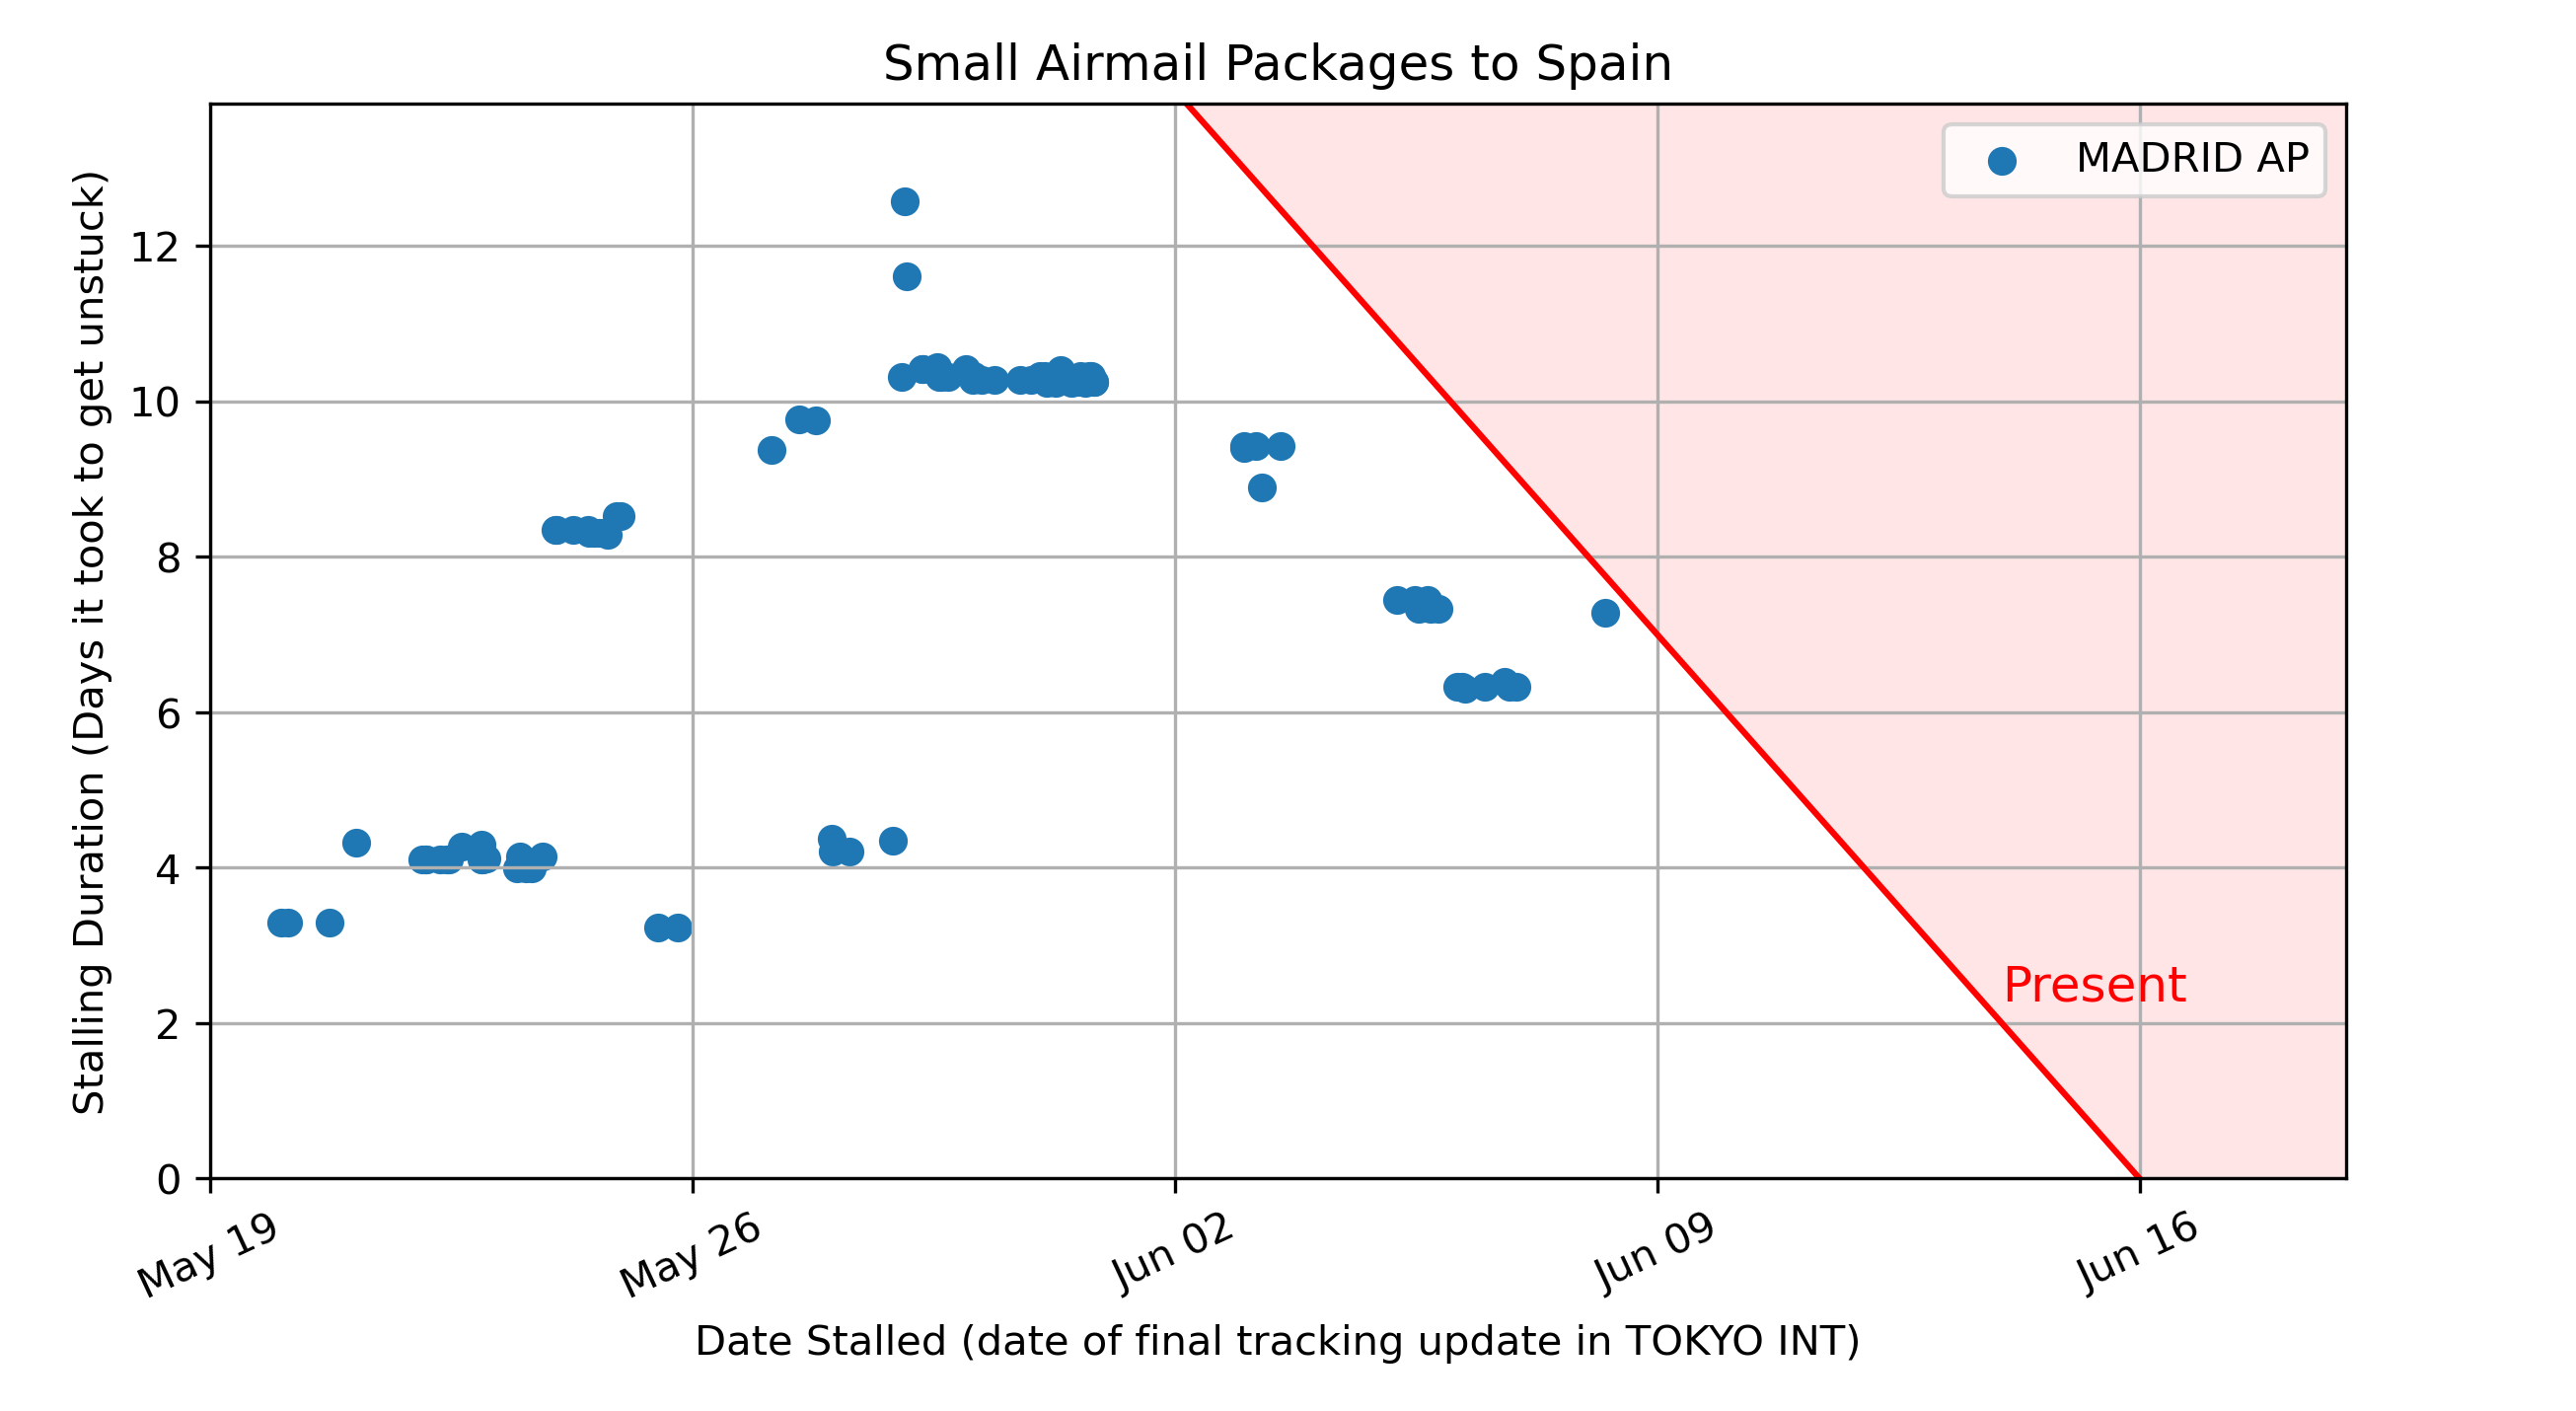 Small Airmail Packages to Spain
MADRID AP
Stalling Duration (Days it took to get unstuck)
12
10
8
6
4
2
0
Present
May 19
May 26
Jun 02
Jun 09
Jun 16
Date Stalled (date of final tracking update in TOKYO INT)